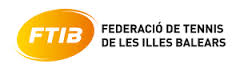 FTIB
FEDERACIÓ DE TENNIS
DE LES ILLES BALEARS